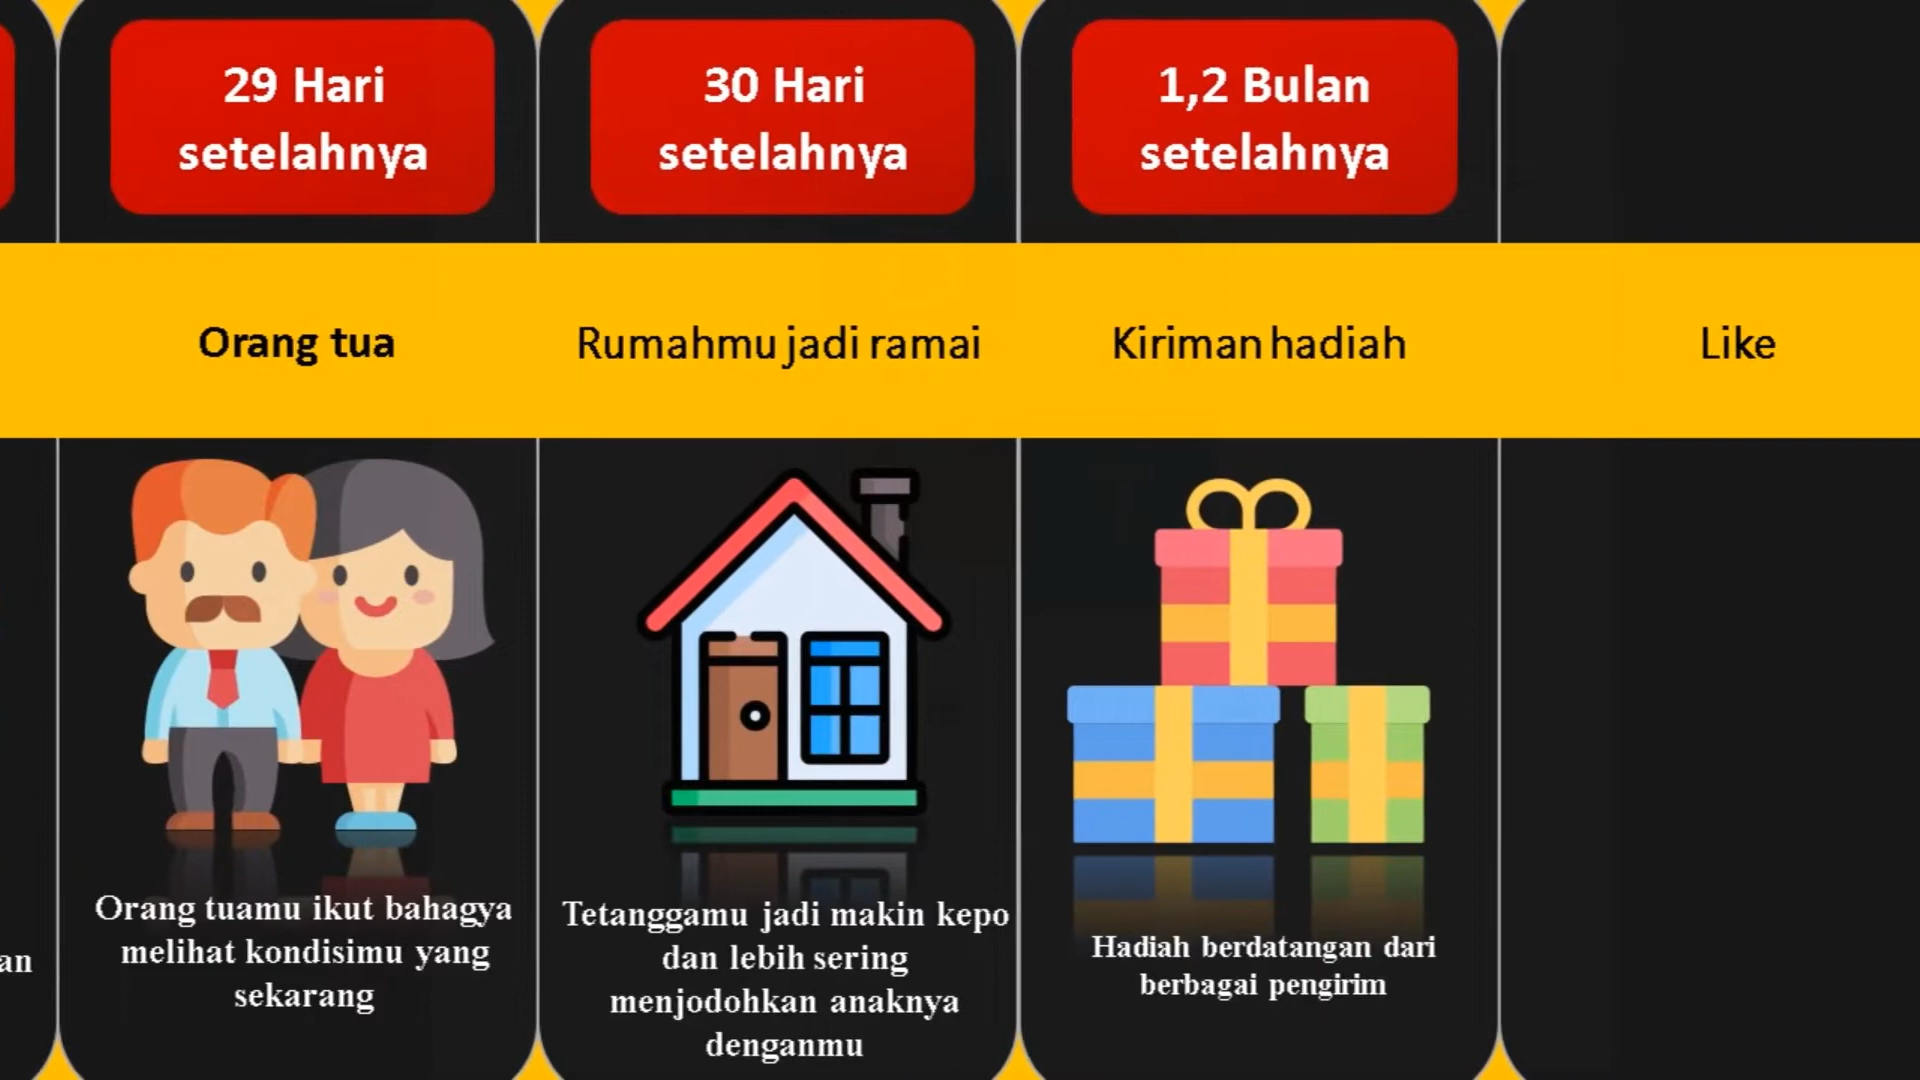 29 Hari
setelahnya
30 Hari
setelahnya
1,2 Bulan
setelahnya
Orang tua
Rumahmu jadi ramai
Kiriman hadiah
Like
an
Orang tuamu ikut bahagya
melihat kondisimu yang
sekarang
Tetanggamu jadi makin kepo
dan lebih sering
menjodohkan anaknya
denganmu
Hadiah berdatangan dari
berbagai pengirim